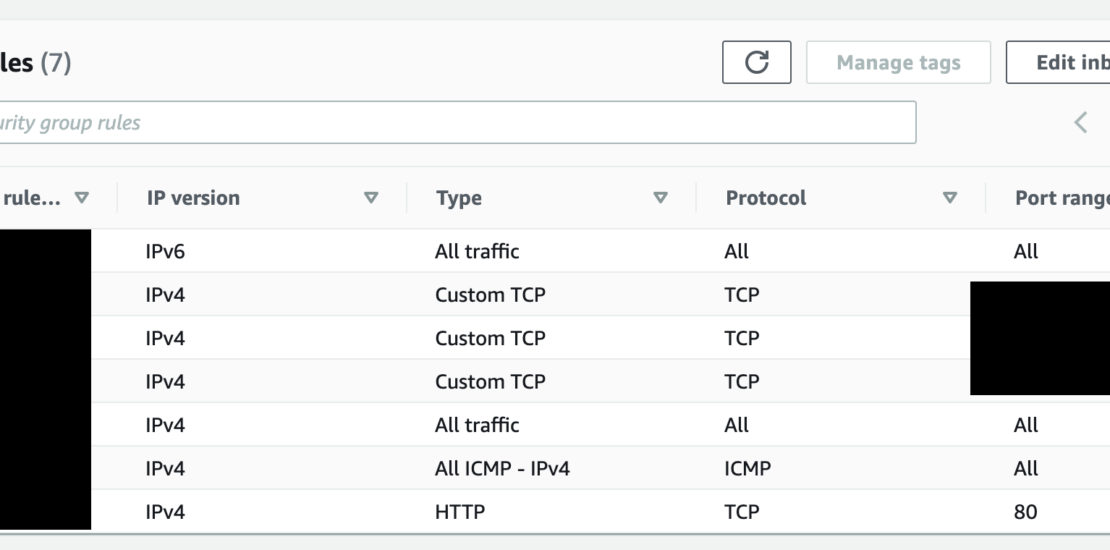 les (7)
Manage tags
Edit inb
urity group rules
rule... IP version Type Protocol Port range
IPv6 All traffic All All
IPv4 Custom TCP TCP
IPv4 Custom TCP TCP
IPv4 Custom TCP TCP
IPv4 All traffic All All
IPv4 All ICMP - IPv4 ICMP All
IPv4 HTTP TCP 80